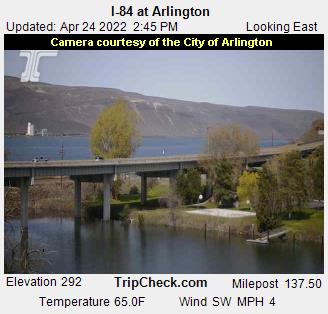 I-84 at Arlington
Updated: Apr 24 2022 2:45 PM Looking East
Camera courtesy of the City of Arlington
Elevation 292 TripCheck.com Milepost 137.50
Temperature 65.0F Wind SW MPH 4